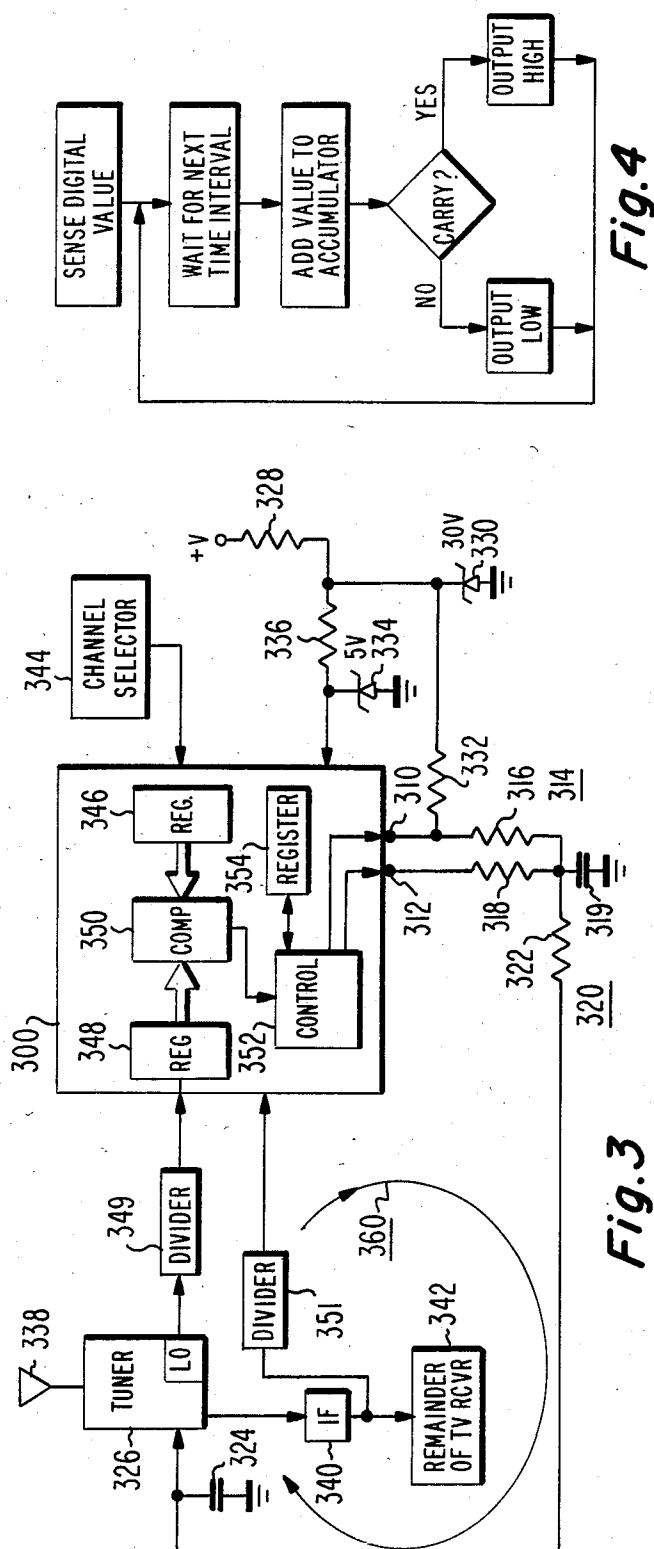 338
TUNER
LO
326
324
349
DIVIDER
IF
340
DIVIDER
351
342
REMAINDER
OF TV RCVR
360
300
348
REG
350
COMP
346
REG.
352
CONTROL
354
REGISTER
344
CHANNEL
SELECTOR
+V
328
336
5V
334
30V
330
332
310
312
316
314
318
319
322
320
Fig.3
SENSE DIGITAL
VALUE
WAIT FOR NEXT
TIME INTERVAL
ADD VALUE TO
ACCUMULATOR
CARRY?
NO
YES
OUTPUT
LOW
OUTPUT
HIGH
Fig.4